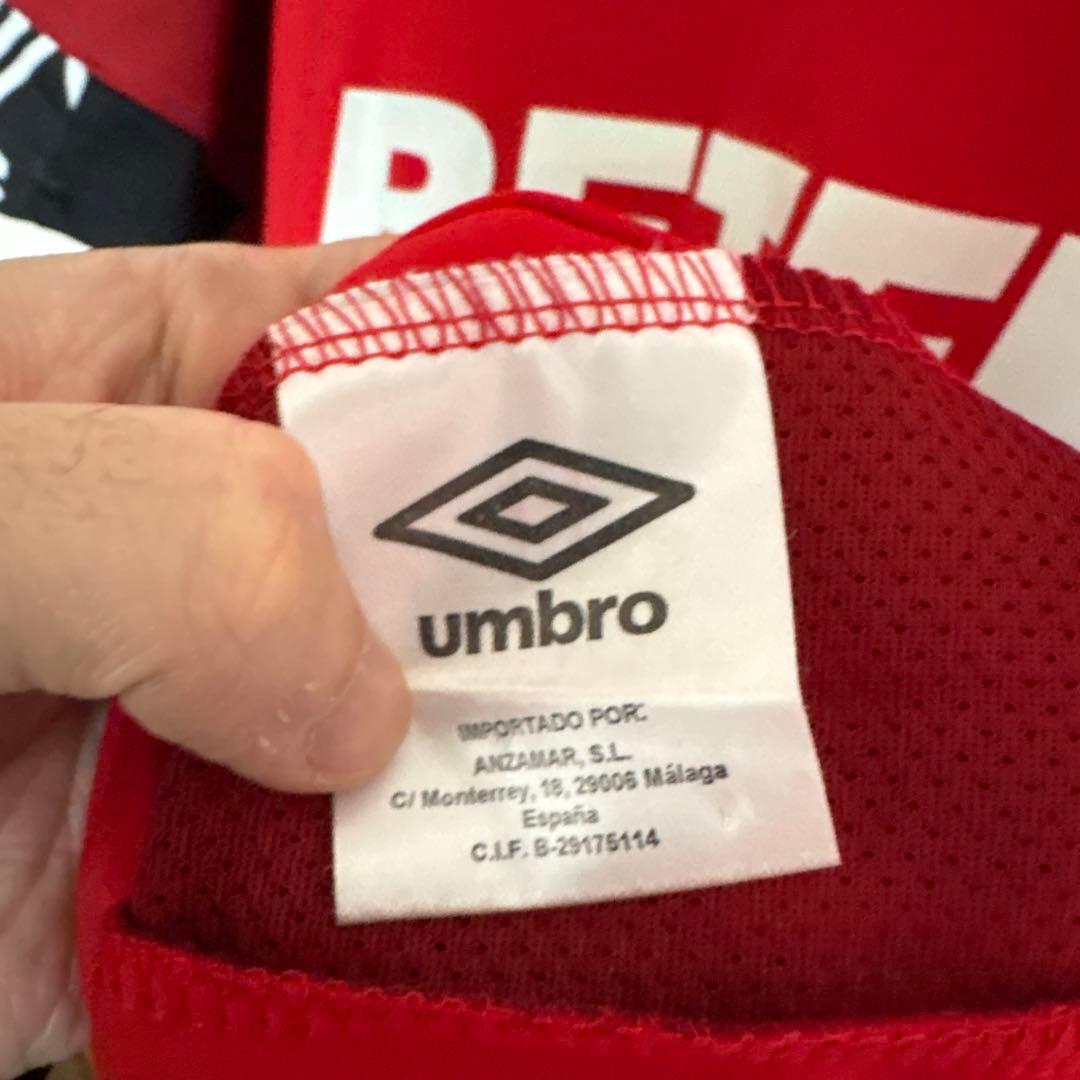 umbro
IMPORTADO POR:
ANZAMAR, S.L.
C/ Monterrey, 18, 29006 Málaga
España
C.I.F. B-29175114